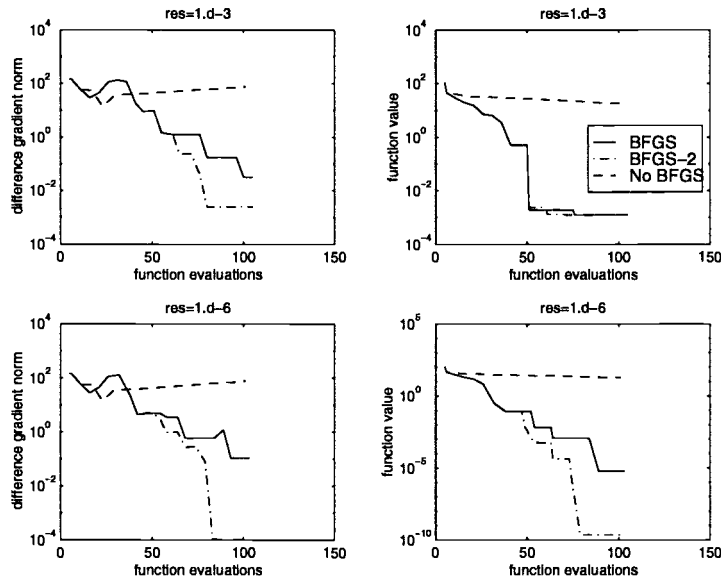 res=1.d-3
difference gradient norm
10^4
10^2
10^0
10^-2
10^-4
0
50
100
150
function evaluations
res=1.d-3
function value
10^4
10^2
10^0
10^-2
10^-4
BFGS
BFGS-2
No BFGS
0
50
100
150
function evaluations
res=1.d-6
difference gradient norm
10^4
10^2
10^0
10^-2
10^-4
0
50
100
150
function evaluations
res=1.d-6
function value
10^5
10^0
10^-5
10^-10
0
50
100
150
function evaluations